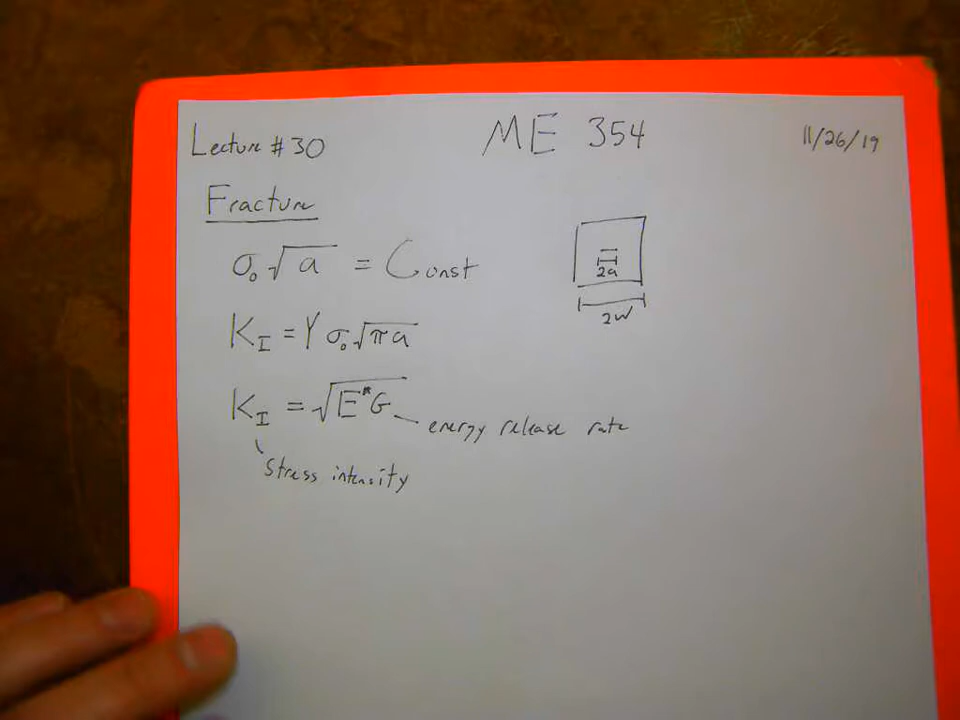 Lecture #30
ME 354
11/26/19
Fracture
σ₀√a = Const
2a
2w
K_I = Y σ₀√πa
K_I = √E*G
energy release rate
Stress intensity